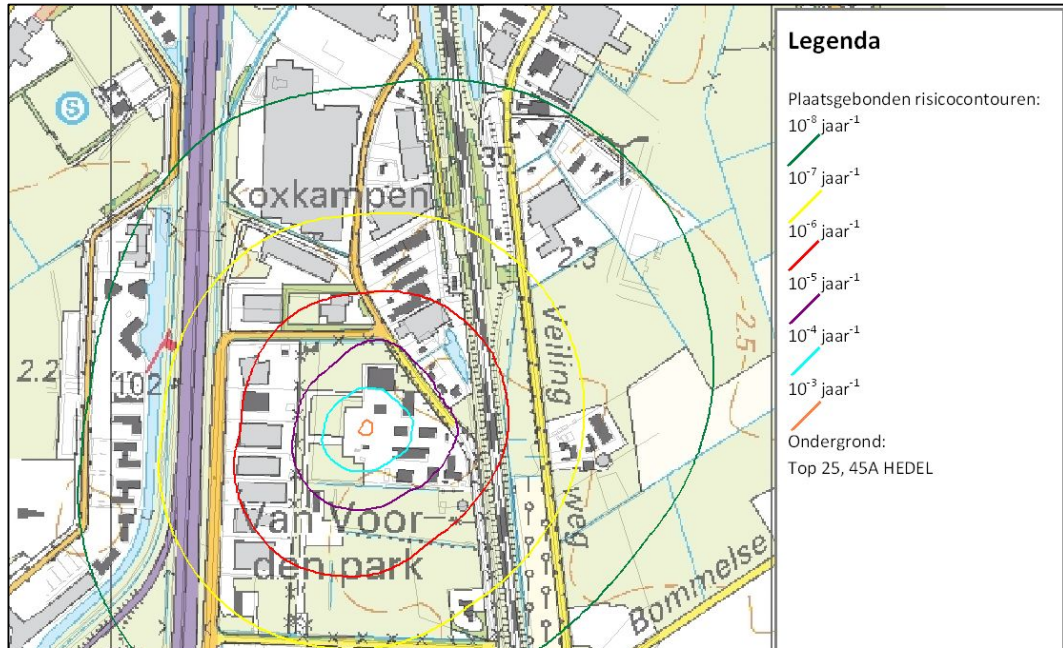 S
Koxkampen
35
2.3
2.2
102
Veiling
weg
2.5
Van Voor
den park
Bommelse
Legenda
Plaatsgebonden risicocontouren:
10⁻⁸ jaar⁻¹
10⁻⁷ jaar⁻¹
10⁻⁶ jaar⁻¹
10⁻⁵ jaar⁻¹
10⁻⁴ jaar⁻¹
10⁻³ jaar⁻¹
Ondergrond:
Top 25, 45A HEDEL